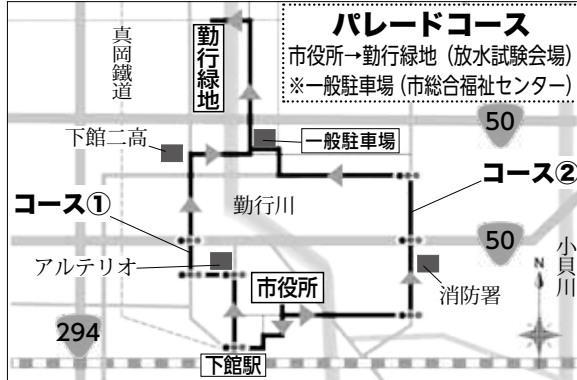 パレードコース
市役所→勤行緑地(放水試験会場)
※一般駐車場(市総合福祉センター)
真岡鐵道
勤行緑地
50
下館二高
一般駐車場
コース①
勤行川
コース②
50
小貝川
アルテリオ
市役所
消防署
N
294
下館駅